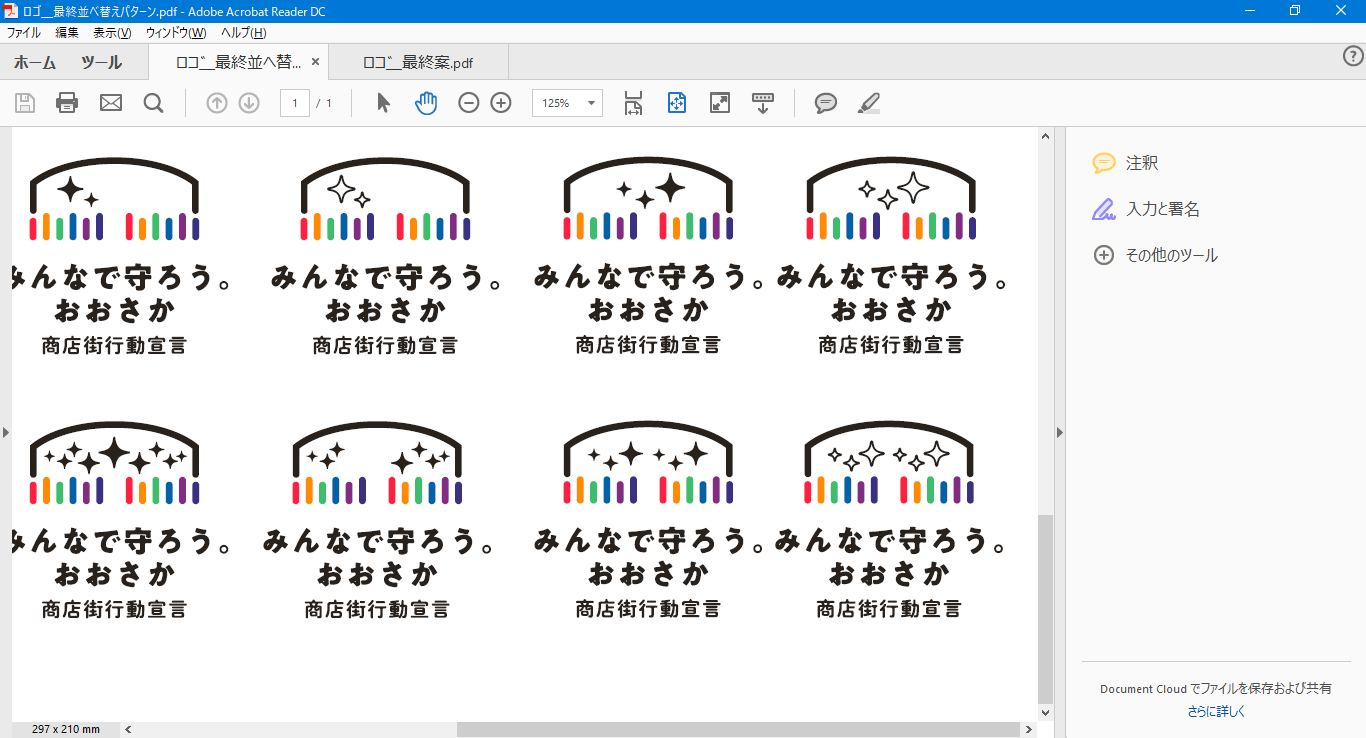 ロゴ__最終並べ替えパターン.pdf - Adobe Acrobat Reader DC
ファイル 編集 表示(V) ウィンドウ(W) ヘルプ(H)
ホーム ツール ロゴ__最終並べ替... × ロゴ__最終案.pdf
1 / 1 125%
みんなで守ろう。 みんなで守ろう。 みんなで守ろう。 みんなで守ろう。
おおさか おおさか おおさか おおさか
商店街行動宣言 商店街行動宣言 商店街行動宣言 商店街行動宣言
みんなで守ろう。 みんなで守ろう。 みんなで守ろう。 みんなで守ろう。
おおさか おおさか おおさか おおさか
商店街行動宣言 商店街行動宣言 商店街行動宣言 商店街行動宣言
297 x 210 mm
注釈
入力と署名
その他のツール
Document Cloud でファイルを保存および共有
さらに詳しく